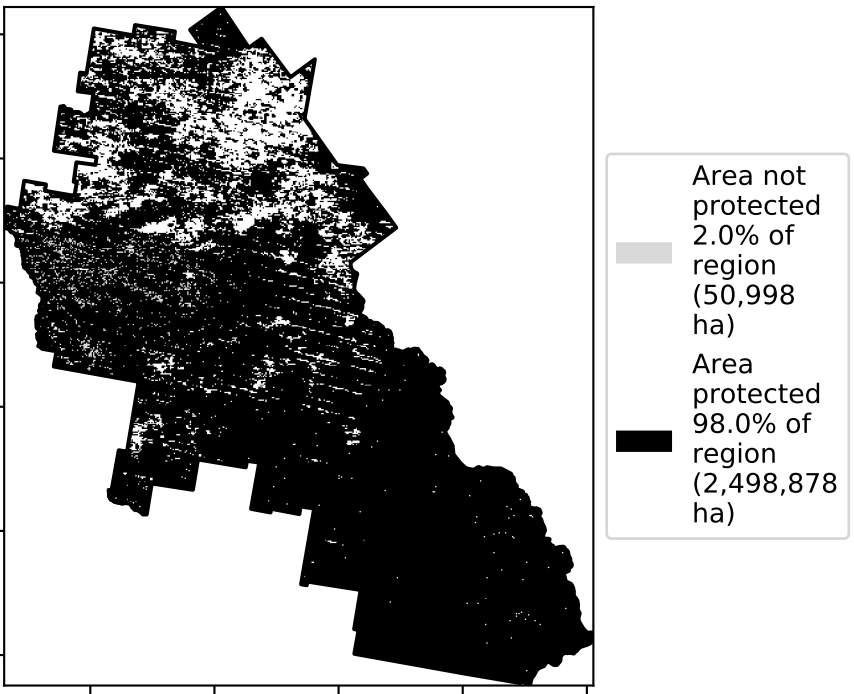 Area not
protected
2.0% of
region
(50,998
ha)
Area
protected
98.0% of
region
(2,498,878
ha)